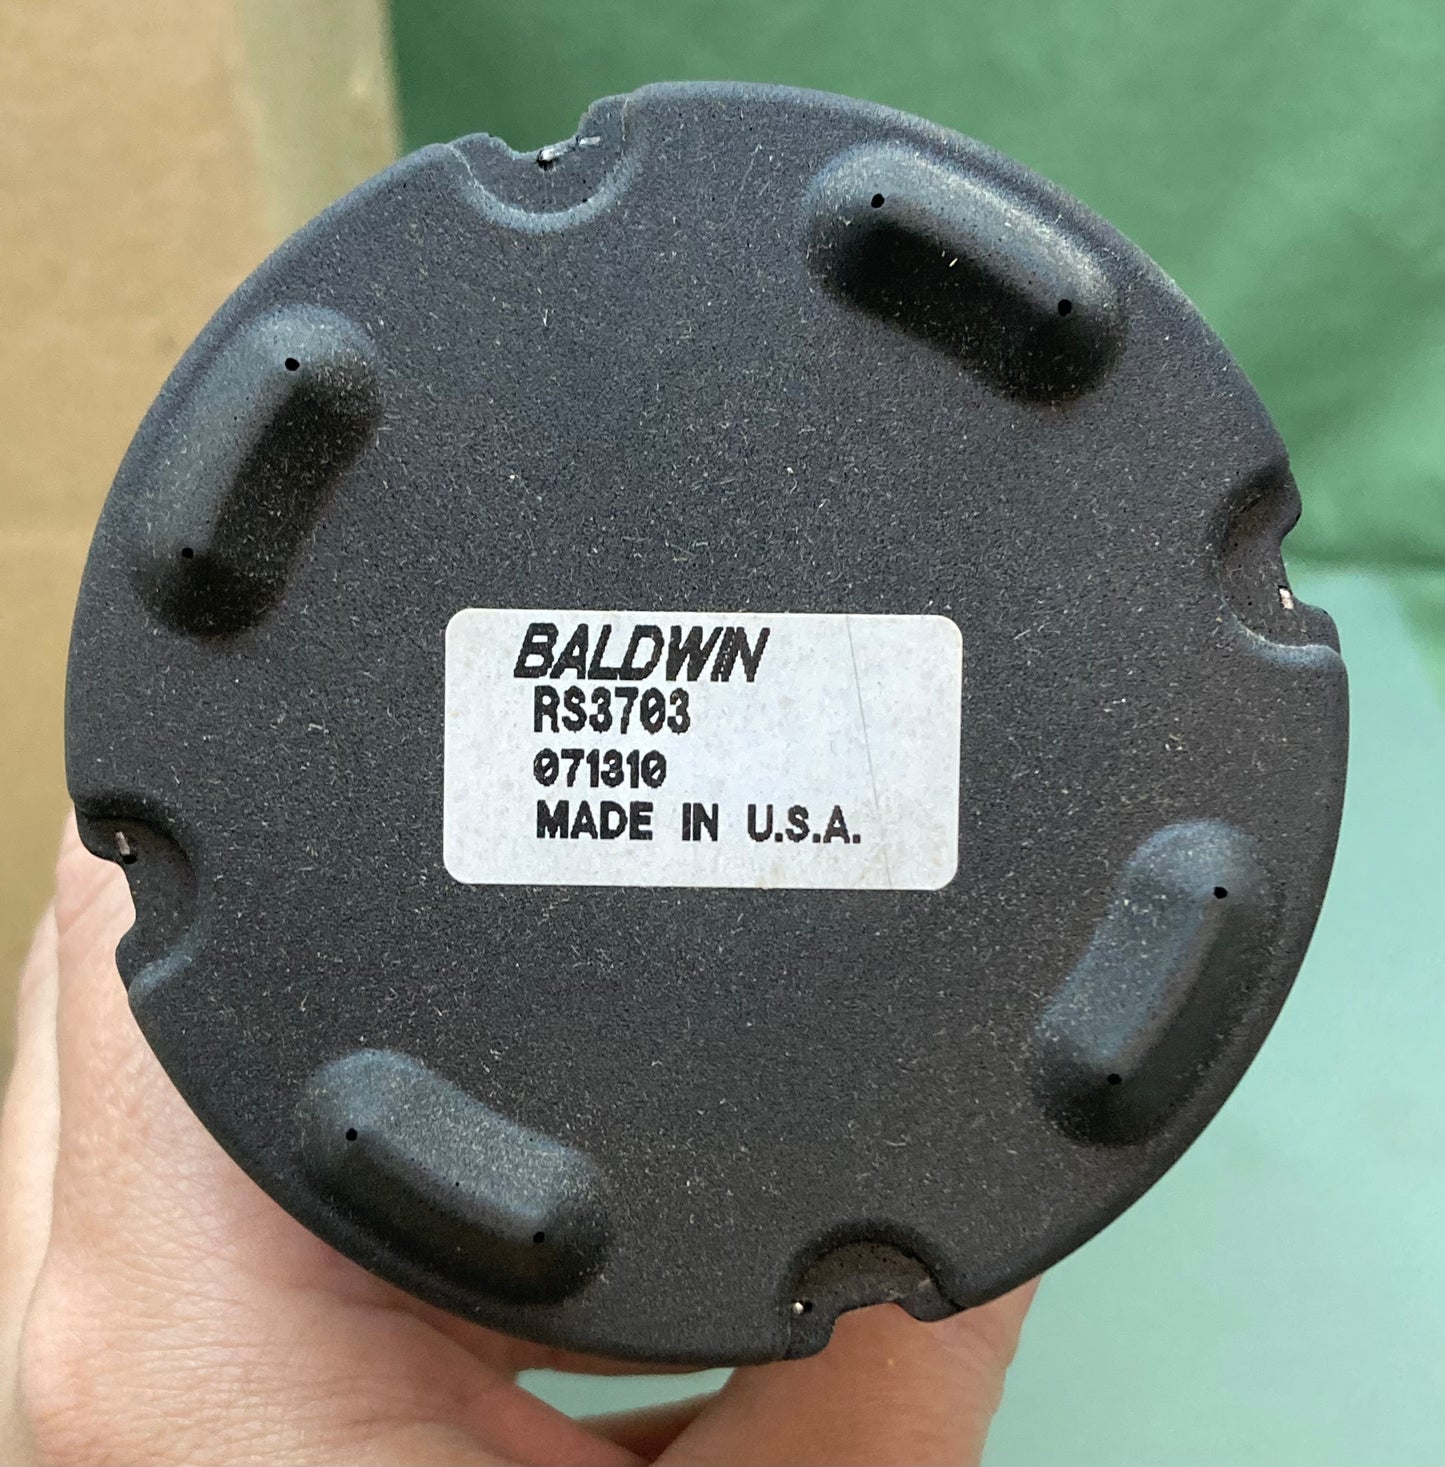 BALDWIN
RS3703
071310
MADE IN U.S.A.